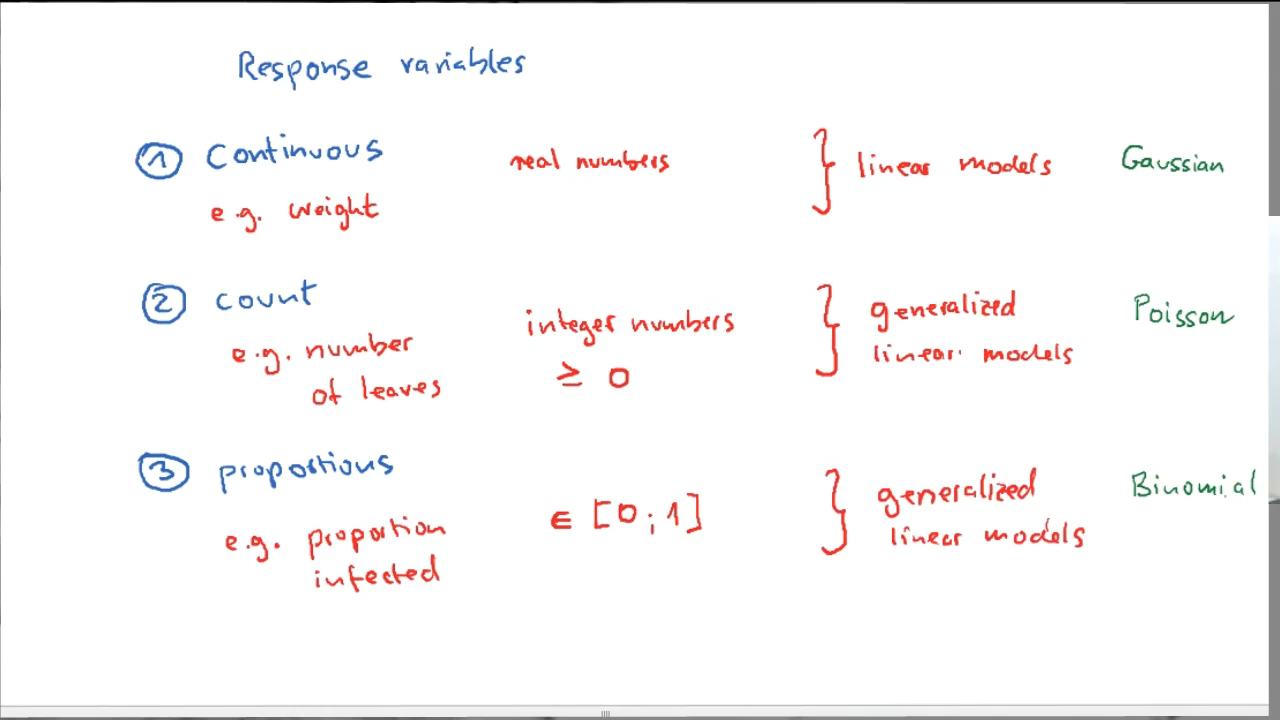 Response variables
① Continuous real numbers } linear models Gaussian
e.g. weight
② count integer numbers } generalized Poisson
e.g. number ≥ 0 linear models
of leaves
③ proportions ∈ [0;1] } generalized Binomial
e.g. proportion linear models
infected